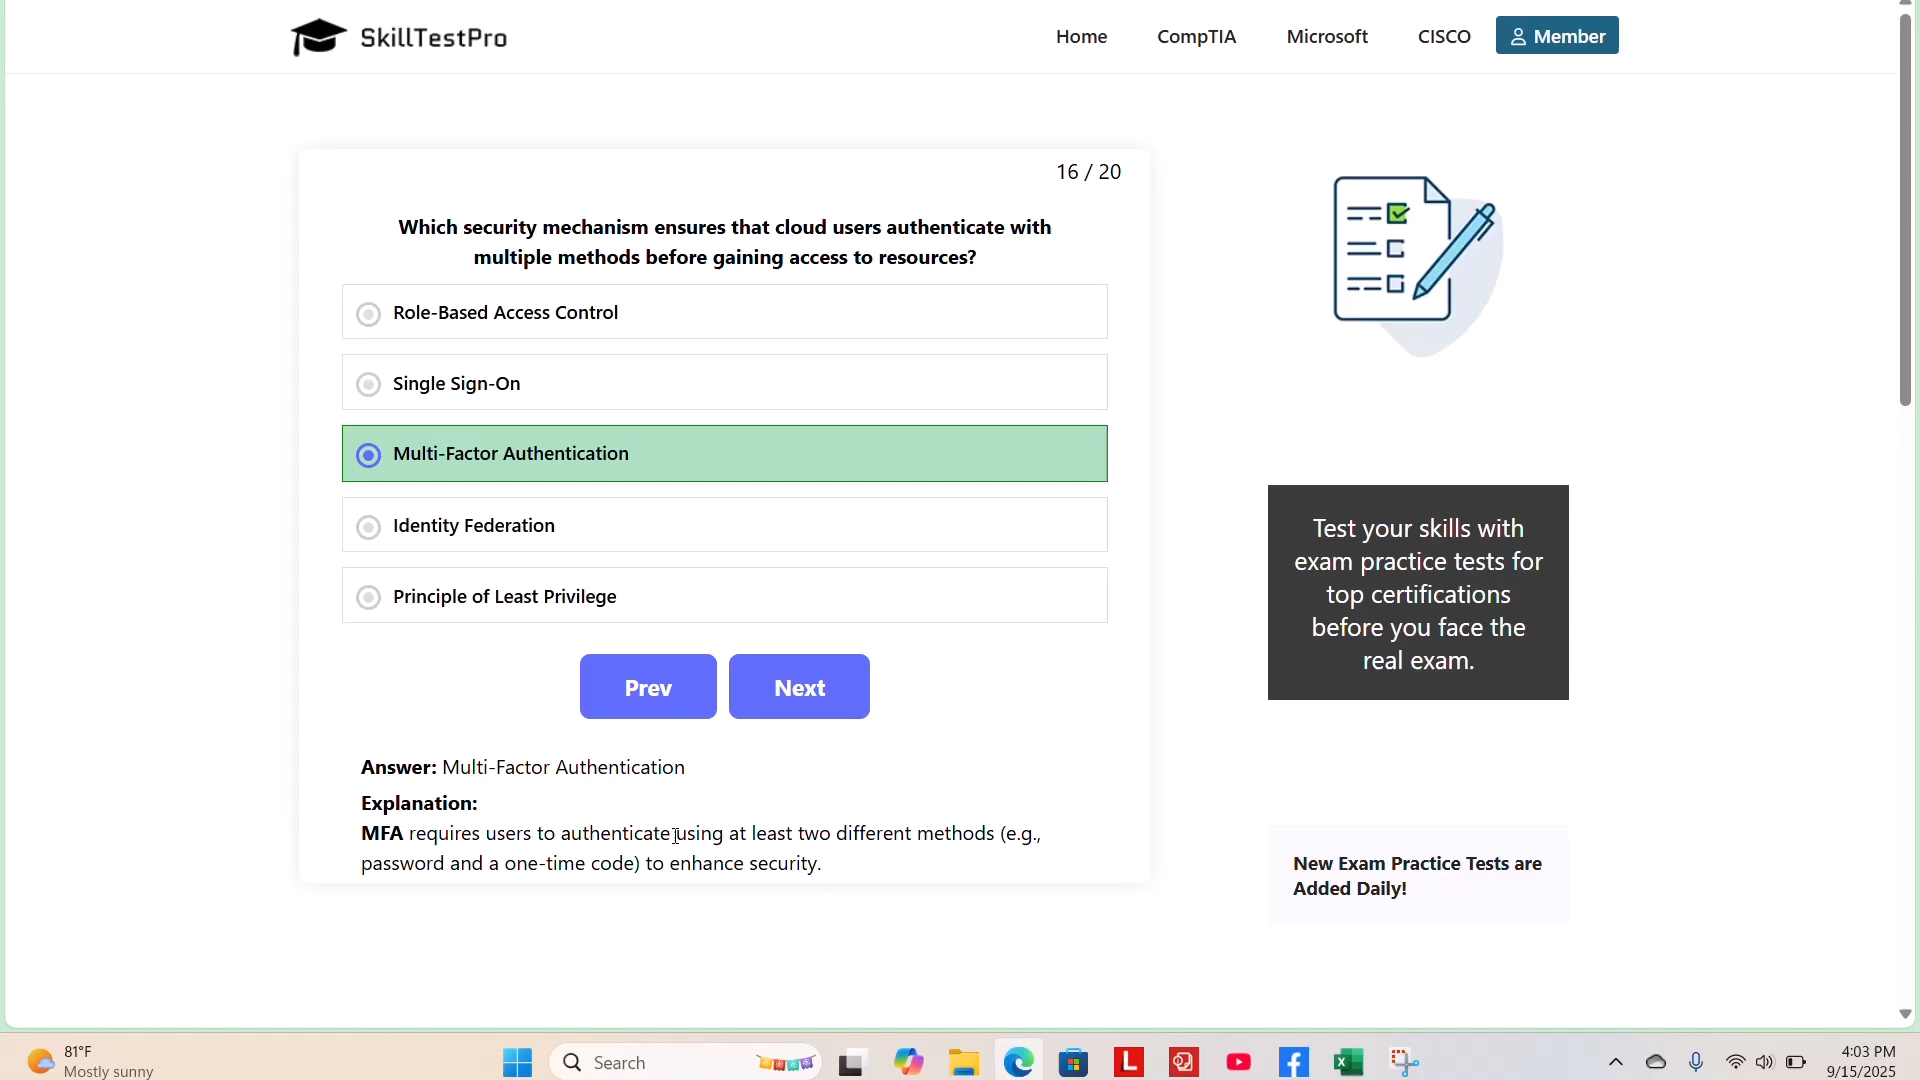 SkillTestPro
Home
CompTIA
Microsoft
CISCO
Member
16 / 20
Which security mechanism ensures that cloud users authenticate with
multiple methods before gaining access to resources?
Role-Based Access Control
Single Sign-On
Multi-Factor Authentication
Identity Federation
Principle of Least Privilege
Prev
Next
Answer: Multi-Factor Authentication
Explanation:
MFA requires users to authenticate using at least two different methods (e.g.,
password and a one-time code) to enhance security.
Test your skills with
exam practice tests for
top certifications
before you face the
real exam.
New Exam Practice Tests are
Added Daily!
81°F
Mostly sunny
Search
L
4:03 PM
9/15/2025